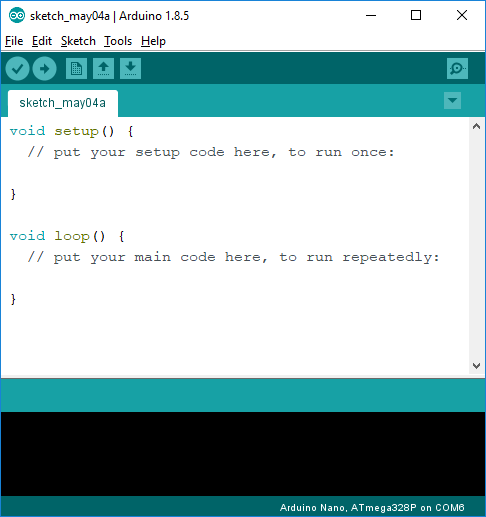 sketch_may04a | Arduino 1.8.5
File Edit Sketch Tools Help
sketch_may04a
void setup() {
  // put your setup code here, to run once:
}
void loop() {
  // put your main code here, to run repeatedly:
}
Arduino Nano, ATmega328P on COM6